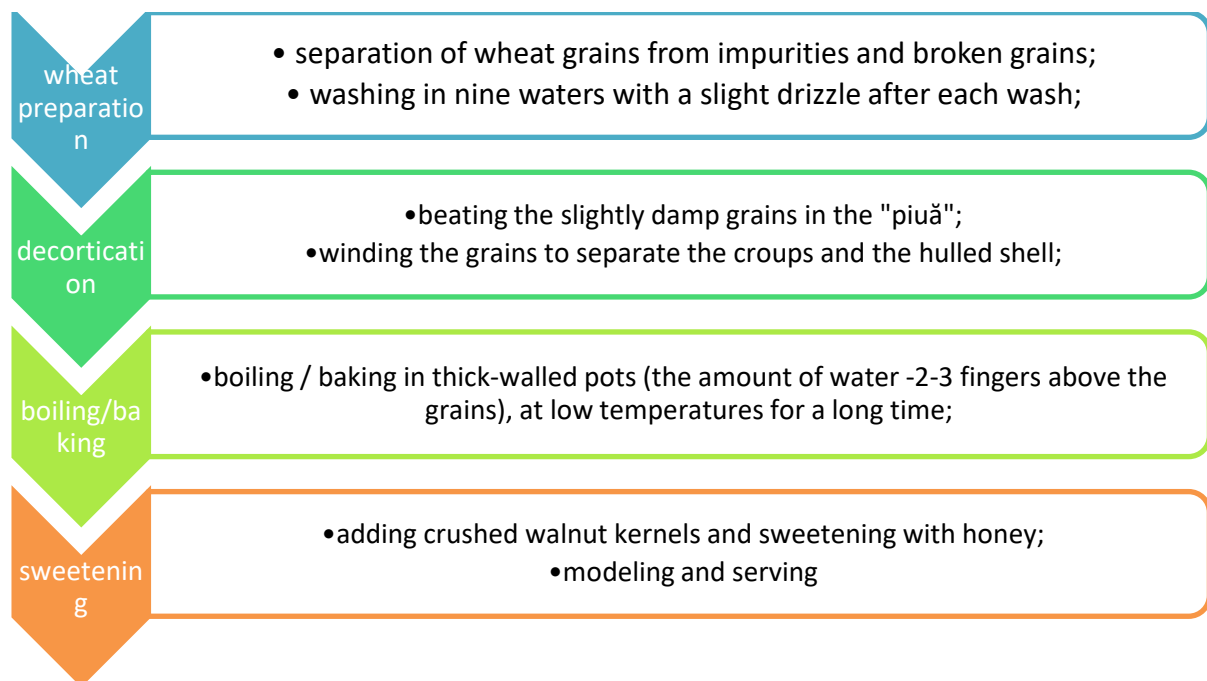 wheat
preparatio
n
• separation of wheat grains from impurities and broken grains;
• washing in nine waters with a slight drizzle after each wash;
decorticati
on
•beating the slightly damp grains in the "piuă";
•winding the grains to separate the croups and the hulled shell;
boiling/ba
king
•boiling / baking in thick-walled pots (the amount of water -2-3 fingers above the
grains), at low temperatures for a long time;
sweetenin
g
•adding crushed walnut kernels and sweetening with honey;
•modeling and serving